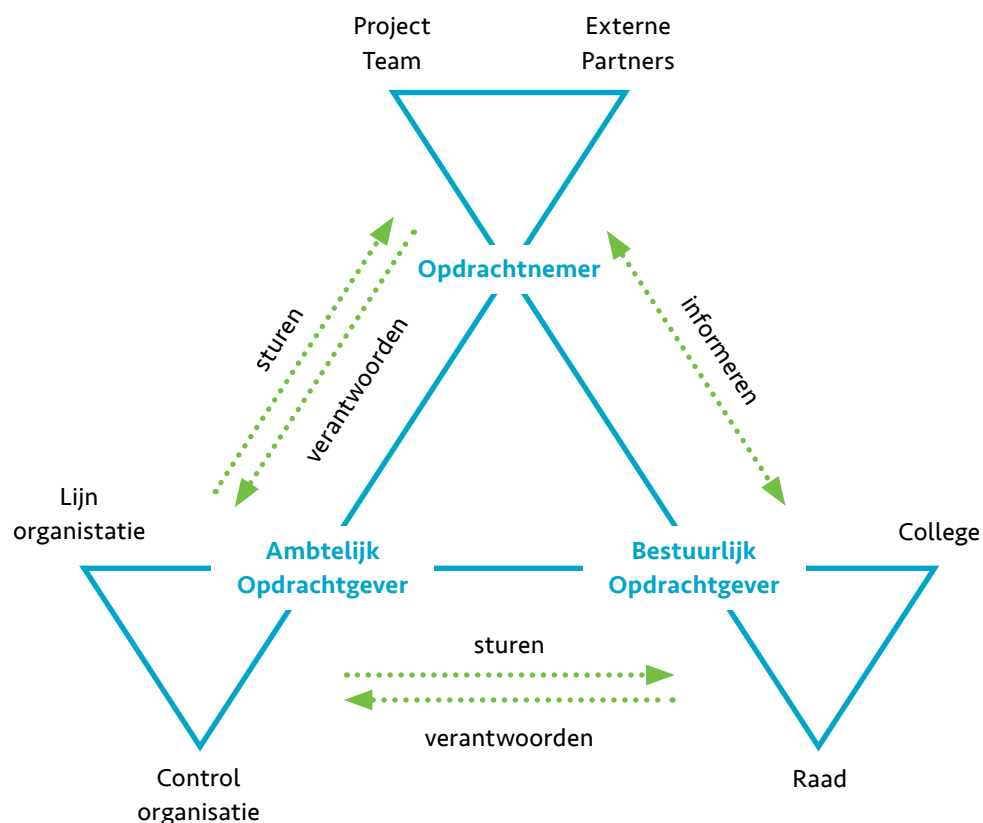 Project
Team
Externe
Partners
Opdrachtnemer
sturen
verantwoorden
informeren
Lijn
organistatie
Ambtelijk
Opdrachtgever
Bestuurlijk
Opdrachtgever
College
sturen
verantwoorden
Control
organisatie
Raad